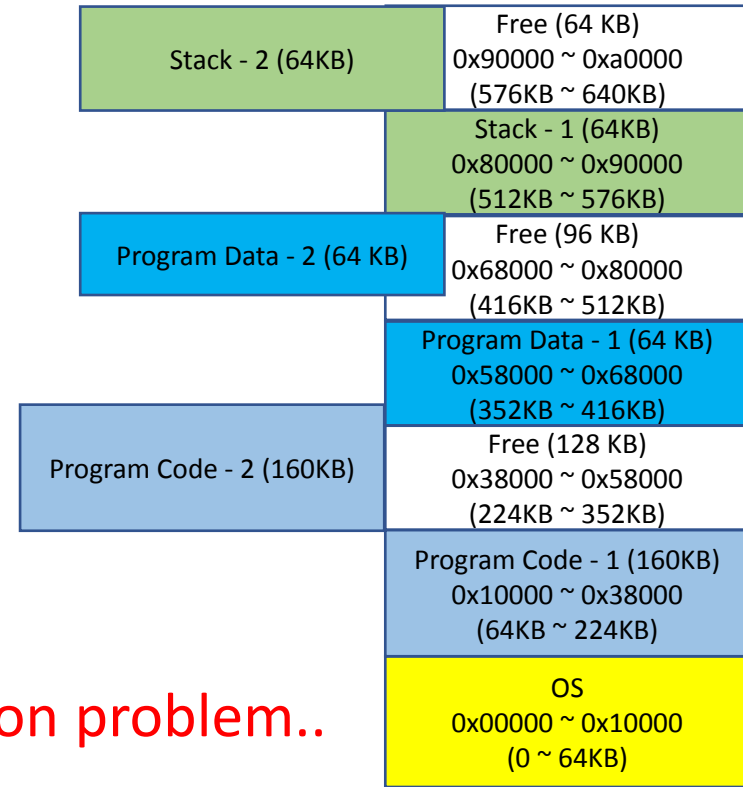 Stack - 2 (64KB)
Free (64 KB)
0x90000 ~ 0xa0000
(576KB ~ 640KB)
Stack - 1 (64KB)
0x80000 ~ 0x90000
(512KB ~ 576KB)
Program Data - 2 (64 KB)
Free (96 KB)
0x68000 ~ 0x80000
(416KB ~ 512KB)
Program Data - 1 (64 KB)
0x58000 ~ 0x68000
(352KB ~ 416KB)
Program Code - 2 (160KB)
Free (128 KB)
0x38000 ~ 0x58000
(224KB ~ 352KB)
Program Code - 1 (160KB)
0x10000 ~ 0x38000
(64KB ~ 224KB)
on problem..
OS
0x00000 ~ 0x10000
(0 ~ 64KB)